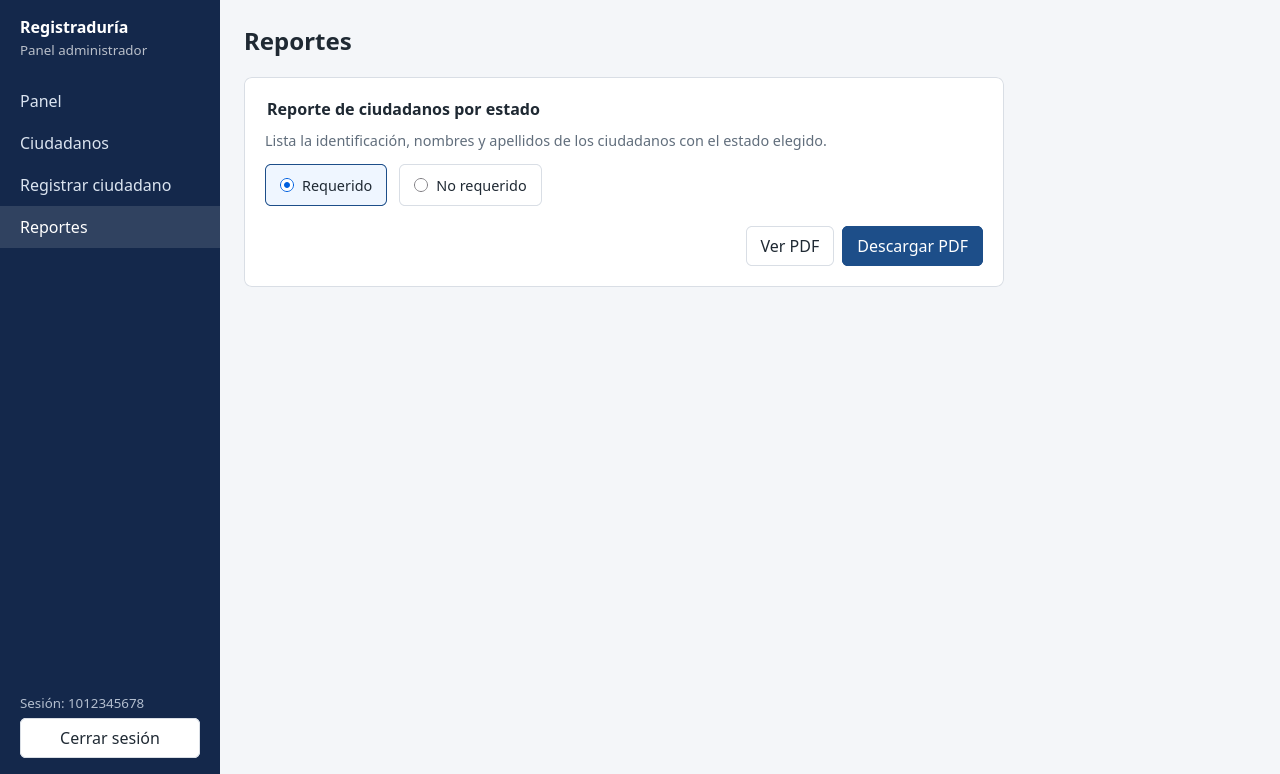 Registraduría
Panel administrador
Panel
Ciudadanos
Registrar ciudadano
Reportes
Sesión: 1012345678
Cerrar sesión
Reportes
Reporte de ciudadanos por estado
Lista la identificación, nombres y apellidos de los ciudadanos con el estado elegido.
Requerido
No requerido
Ver PDF
Descargar PDF